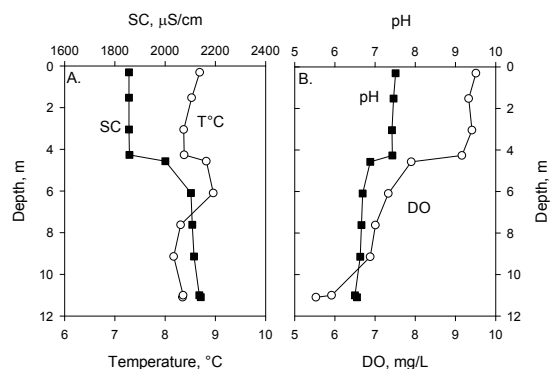 SC, μS/cm
pH
1600 1800 2000 2200 2400
5 6 7 8 9 10
A.
B.
SC
T°C
pH
DO
Depth, m
0
2
4
6
8
10
12
0
2
4
6
8
10
12
Depth, m
6 7 8 9 10
5 6 7 8 9 10
Temperature, °C
DO, mg/L